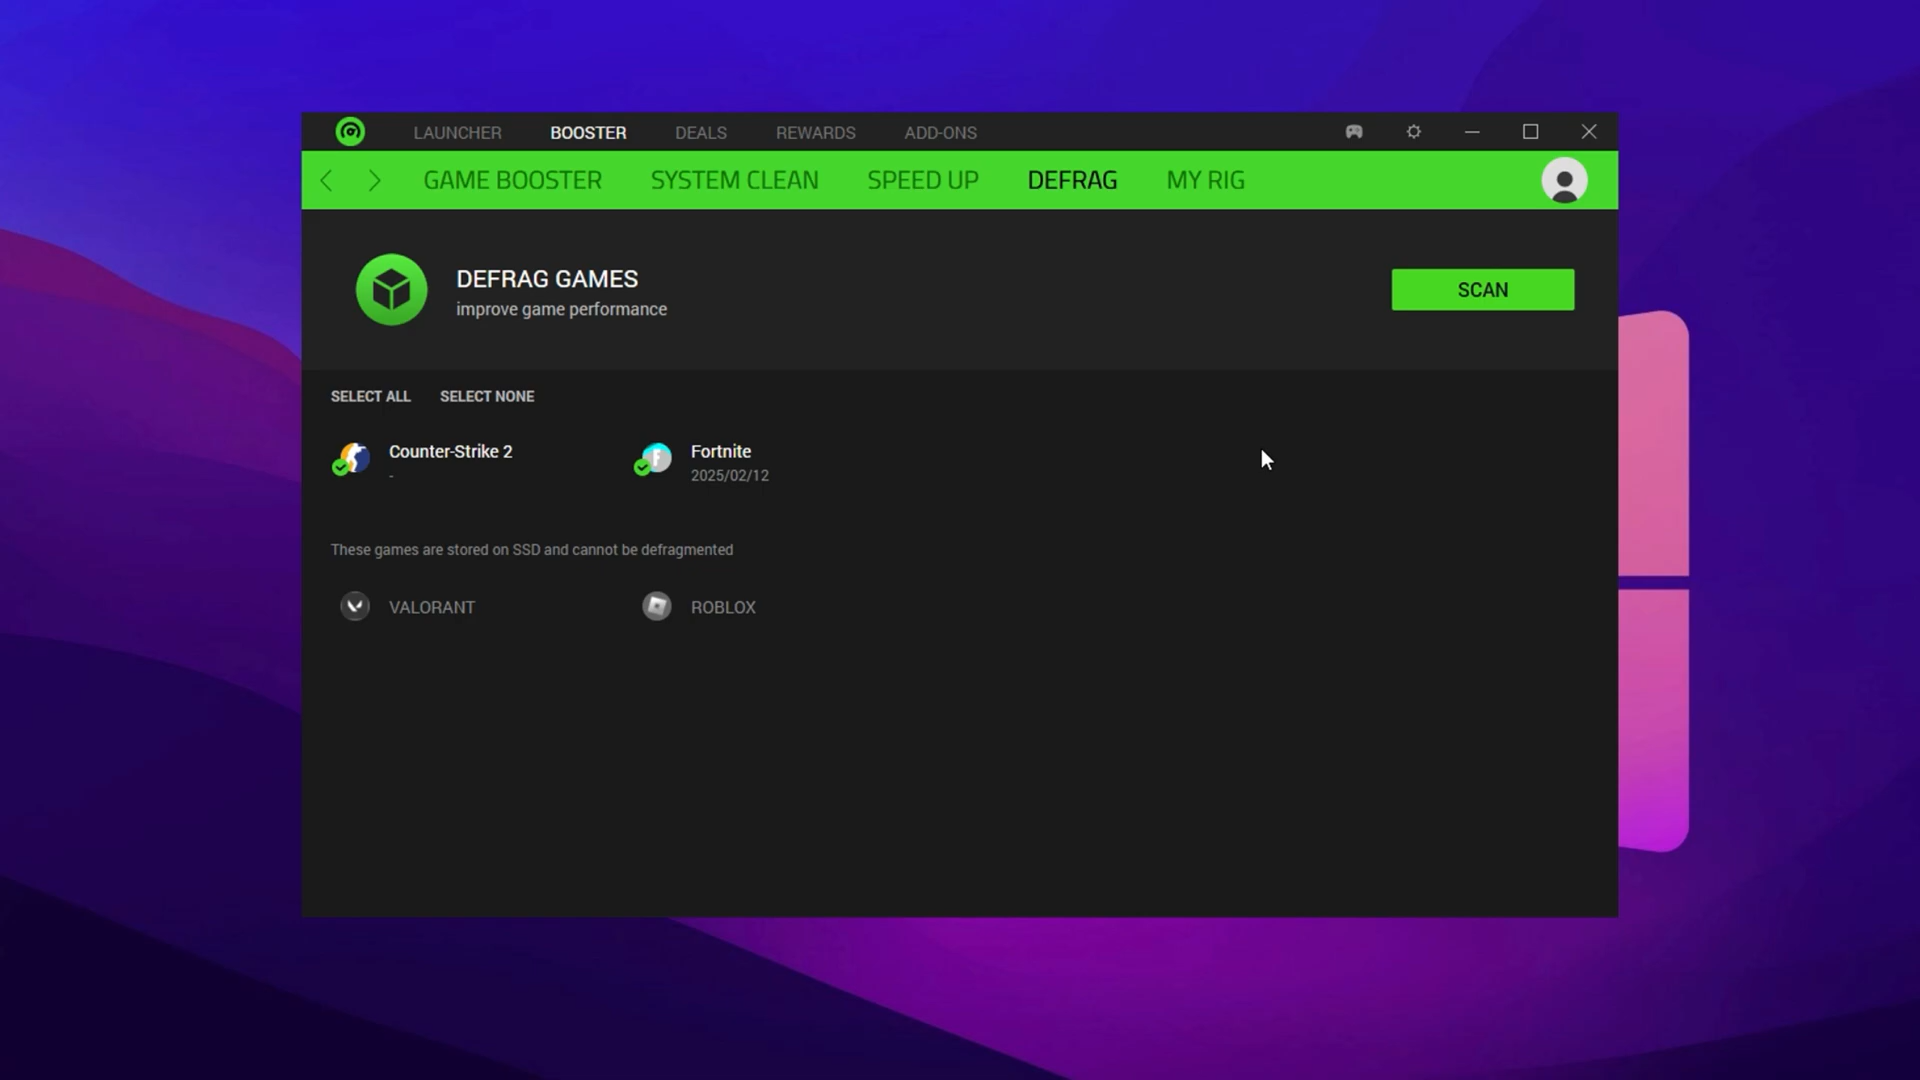 LAUNCHER BOOSTER DEALS REWARDS ADD-ONS
GAME BOOSTER SYSTEM CLEAN SPEED UP DEFRAG MY RIG
DEFRAG GAMES
improve game performance
SCAN
SELECT ALL SELECT NONE
Counter-Strike 2
-
Fortnite
2025/02/12
These games are stored on SSD and cannot be defragmented
VALORANT
ROBLOX